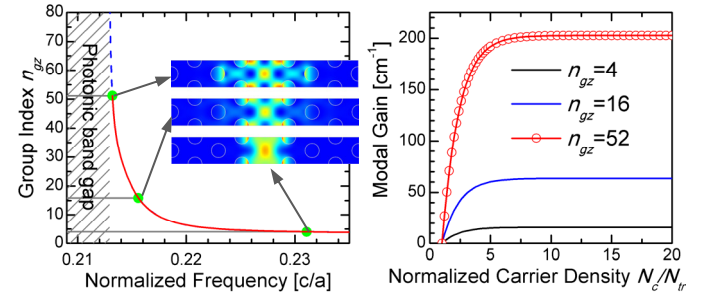 80
70
60
50
40
30
20
10
0
Group Index n_gz
Photonic band gap
0.21
0.22
0.23
Normalized Frequency [c/a]
200
150
100
50
0
Modal Gain [cm⁻¹]
n_gz=4
n_gz=16
n_gz=52
0
5
10
15
20
Normalized Carrier Density N_c/N_tr